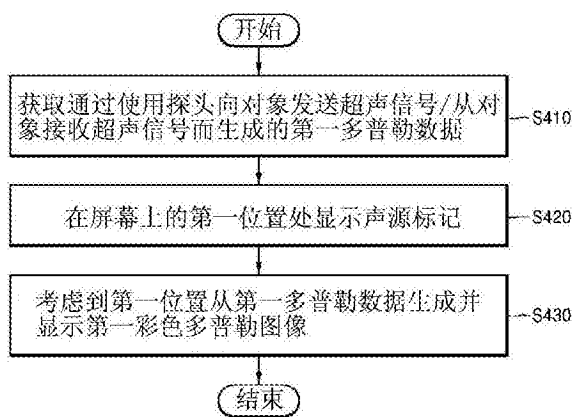 开始
获取通过使用探头向对象发送超声信号/从对
象接收超声信号而生成的第一多普勒数据
S410
在屏幕上的第一位置处显示声源标记
S420
考虑到第一位置从第一多普勒数据生成并
显示第一彩色多普勒图像
S430
结束